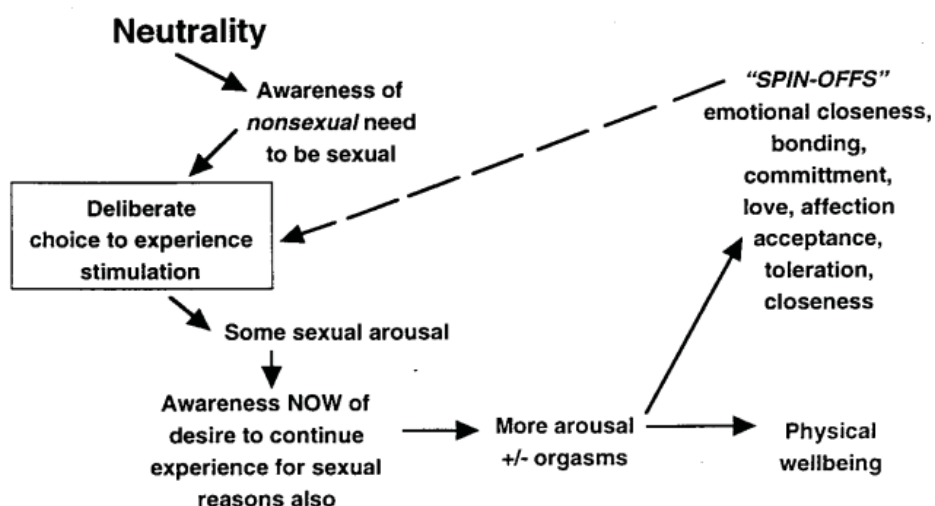 Neutrality
Awareness of
nonsexual need
to be sexual
Deliberate
choice to experience
stimulation
Some sexual arousal
Awareness NOW of
desire to continue
experience for sexual
reasons also
More arousal
+/- orgasms
"SPIN-OFFS"
emotional closeness,
bonding,
committment,
love, affection
acceptance,
toleration,
closeness
Physical
wellbeing